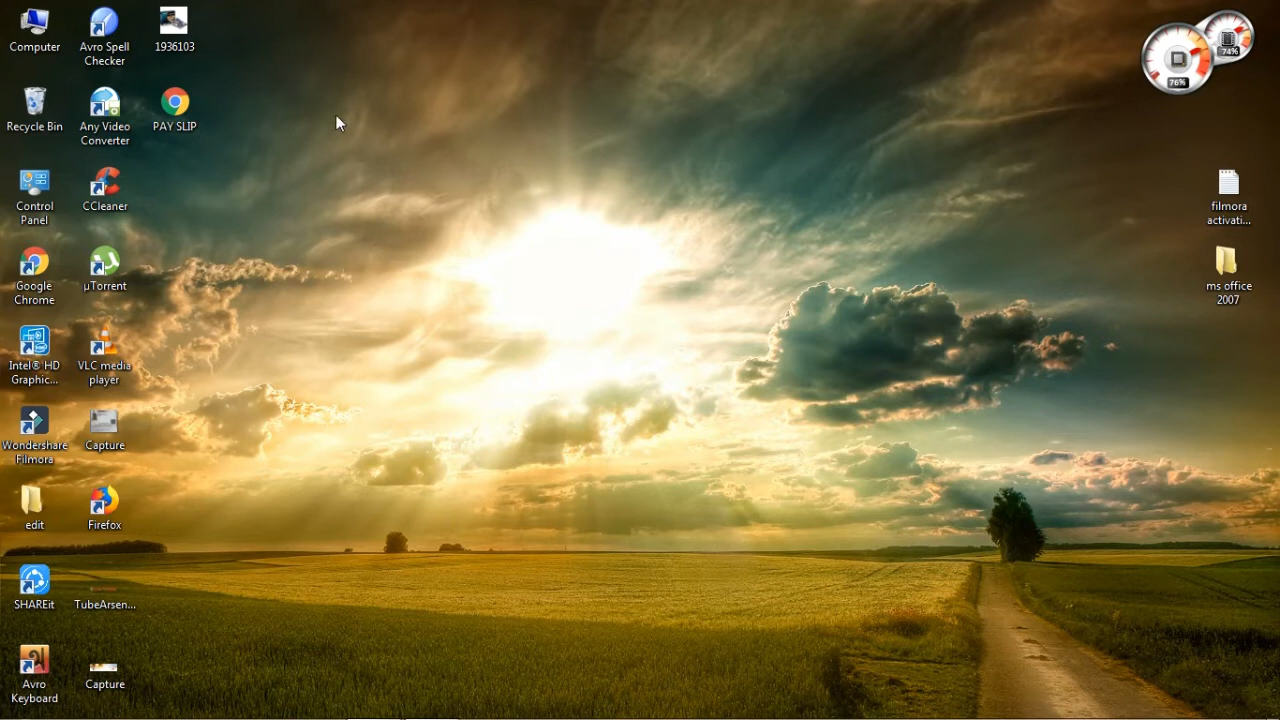 Computer
Avro Spell
Checker
1936103
Recycle Bin
Any Video
Converter
PAY SLIP
Control
Panel
CCleaner
Google
Chrome
µTorrent
Intel® HD
Graphic...
VLC media
player
Wondershare
Filmora
Capture
edit
Firefox
SHAREit
TubeArsen...
Avro
Keyboard
Capture
76%
74%
filmora
activati...
ms office
2007